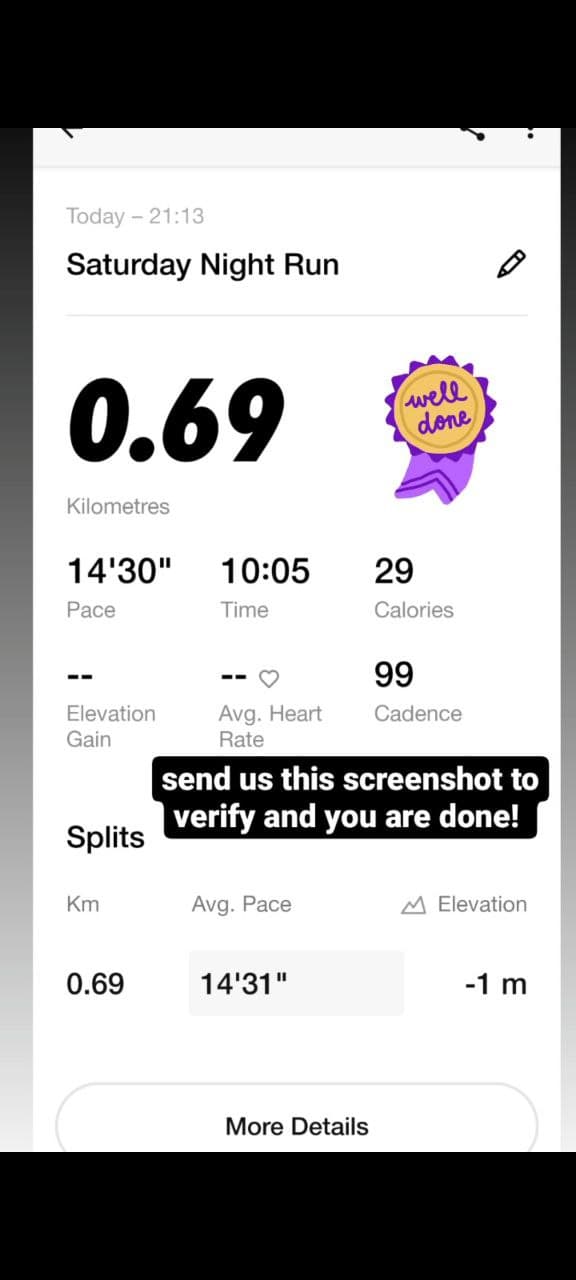 Today – 21:13
Saturday Night Run
0.69
well
done
Kilometres
14'30" 10:05 29
Pace Time Calories
-- -- 99
Elevation Gain Avg. Heart Rate Cadence
send us this screenshot to
verify and you are done!
Splits
Km Avg. Pace Elevation
0.69 14'31" -1 m
More Details